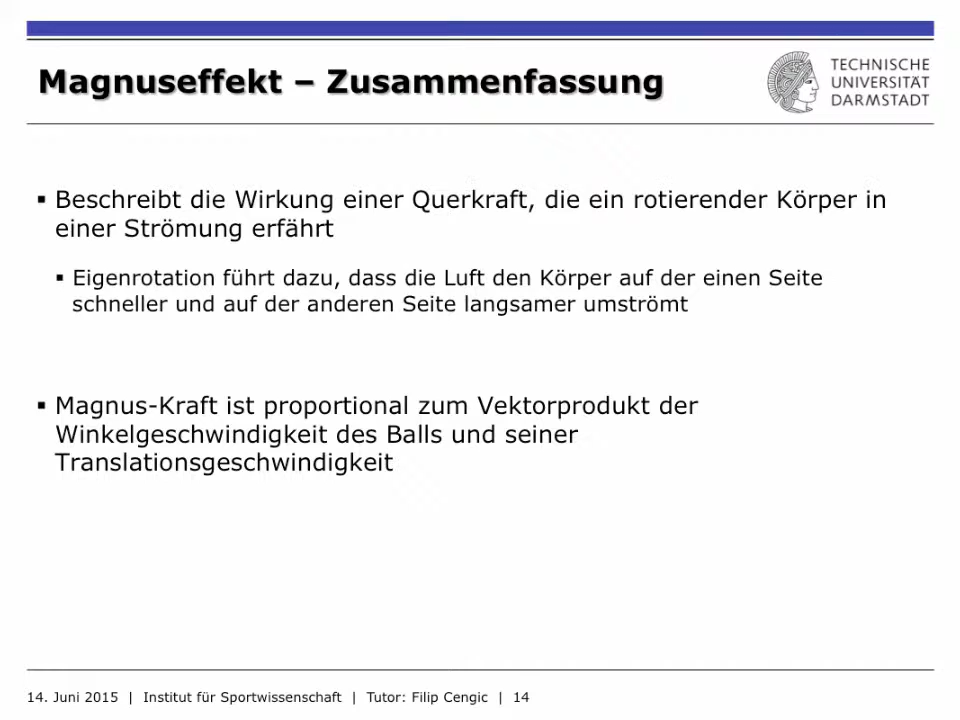 Magnuseffekt – Zusammenfassung
TECHNISCHE
UNIVERSITÄT
DARMSTADT
▪ Beschreibt die Wirkung einer Querkraft, die ein rotierender Körper in
einer Strömung erfährt
▪ Eigenrotation führt dazu, dass die Luft den Körper auf der einen Seite
schneller und auf der anderen Seite langsamer umströmt
▪ Magnus-Kraft ist proportional zum Vektorprodukt der
Winkelgeschwindigkeit des Balls und seiner
Translationsgeschwindigkeit
14. Juni 2015 | Institut für Sportwissenschaft | Tutor: Filip Cengic | 14